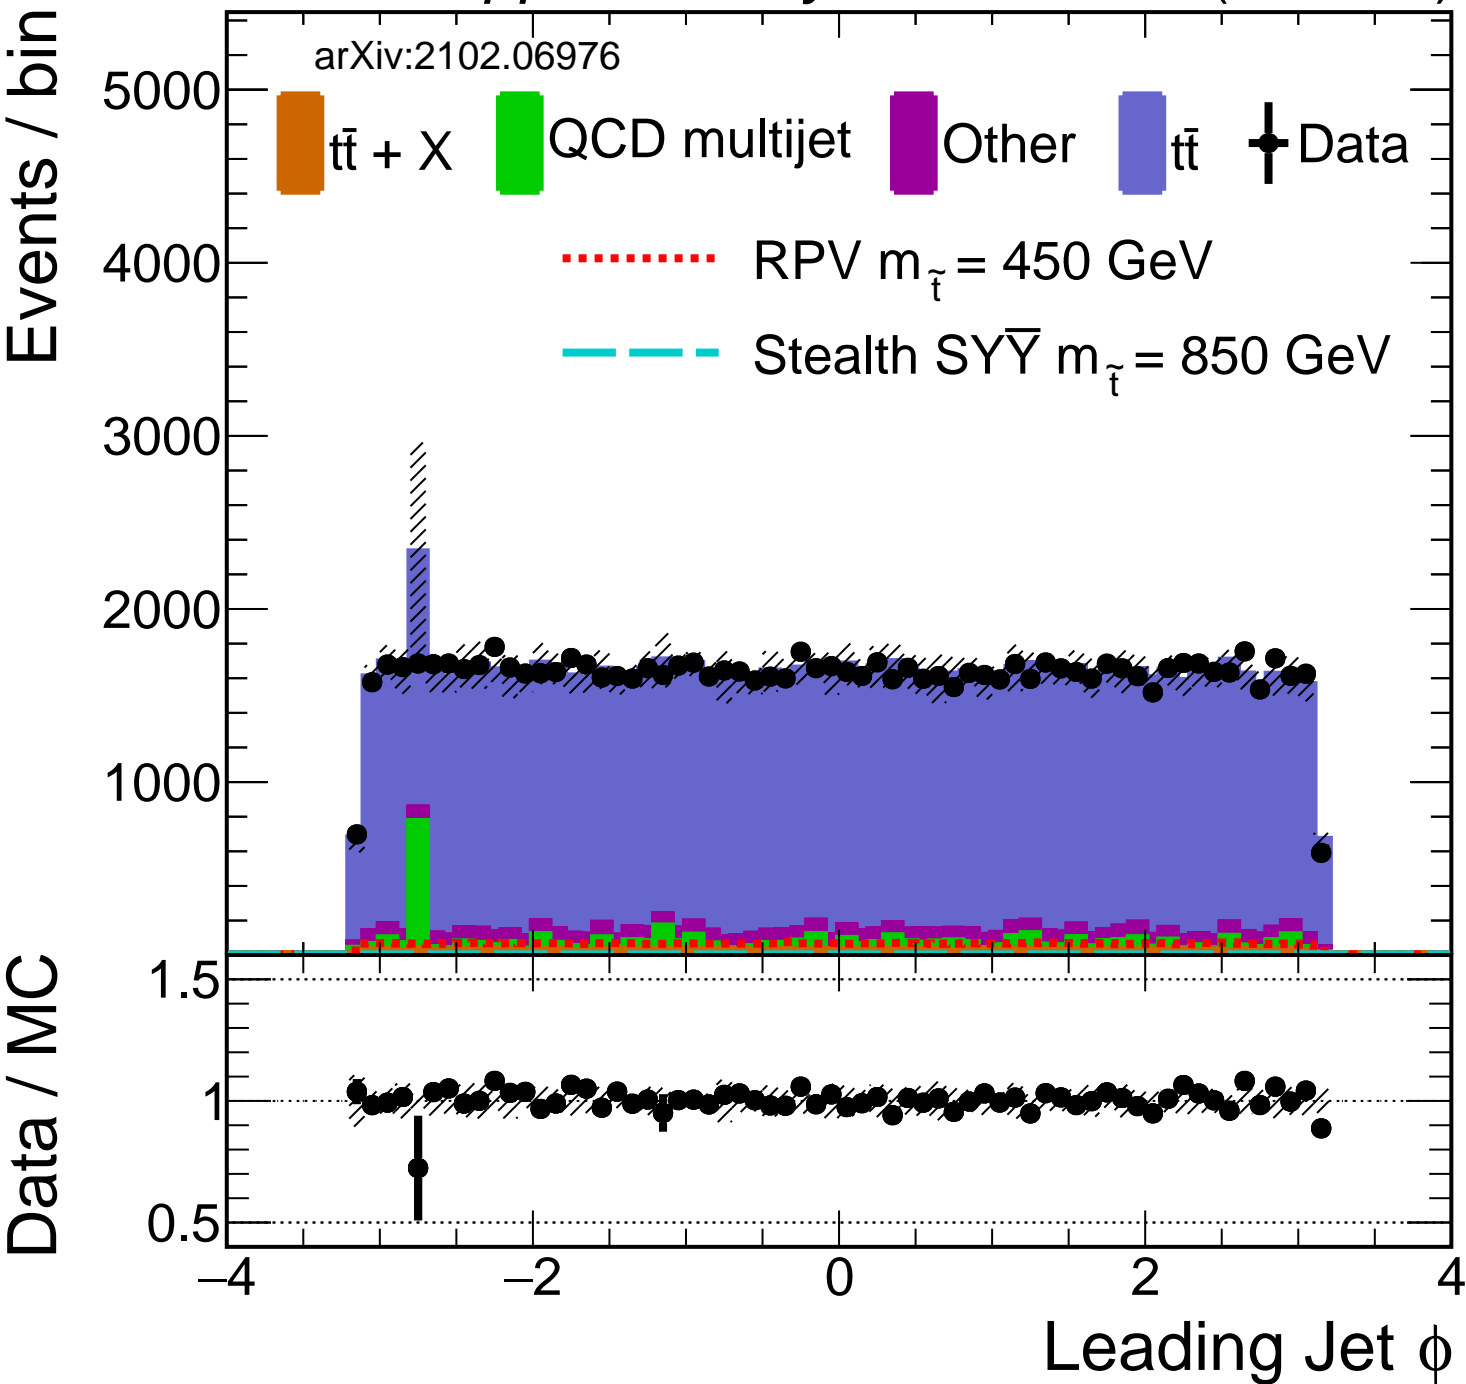 arXiv:2102.06976
tt̄ + X QCD multijet Other tt̄ Data
RPV m t̃ = 450 GeV
Stealth SYȲ m t̃ = 850 GeV
Events / bin
5000
4000
3000
2000
1000
Data / MC
1.5
1
0.5
−4 −2 0 2 4
Leading Jet ϕ